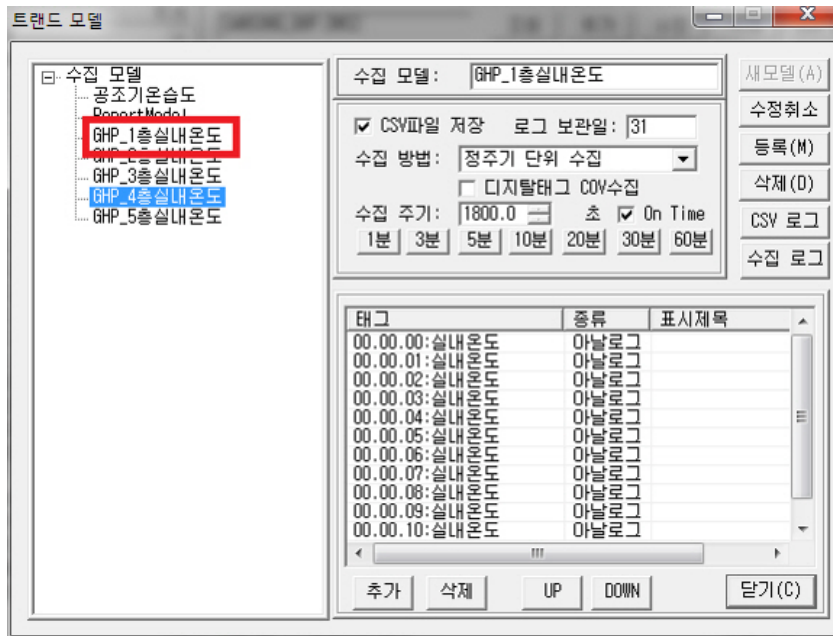 트랜드 모델
수집 모델
공조기온습도
ReportModel
GHP_1층실내온도
GHP_2층실내온도
GHP_3층실내온도
GHP_4층실내온도
GHP_5층실내온도
수집 모델: GHP_1층실내온도
CSV파일 저장 로그 보관일: 31
수집 방법: 정주기 단위 수집
디지탈태그 COV수집
수집 주기: 1800.0 초 On Time
1분 3분 5분 10분 20분 30분 60분
새모델(A)
수정취소
등록(M)
삭제(D)
CSV 로그
수집 로그
태그 종류 표시제목
00.00.00:실내온도 아날로그
00.00.01:실내온도 아날로그
00.00.02:실내온도 아날로그
00.00.03:실내온도 아날로그
00.00.04:실내온도 아날로그
00.00.05:실내온도 아날로그
00.00.06:실내온도 아날로그
00.00.07:실내온도 아날로그
00.00.08:실내온도 아날로그
00.00.09:실내온도 아날로그
00.00.10:실내온도 아날로그
추가 삭제 UP DOWN 닫기(C)